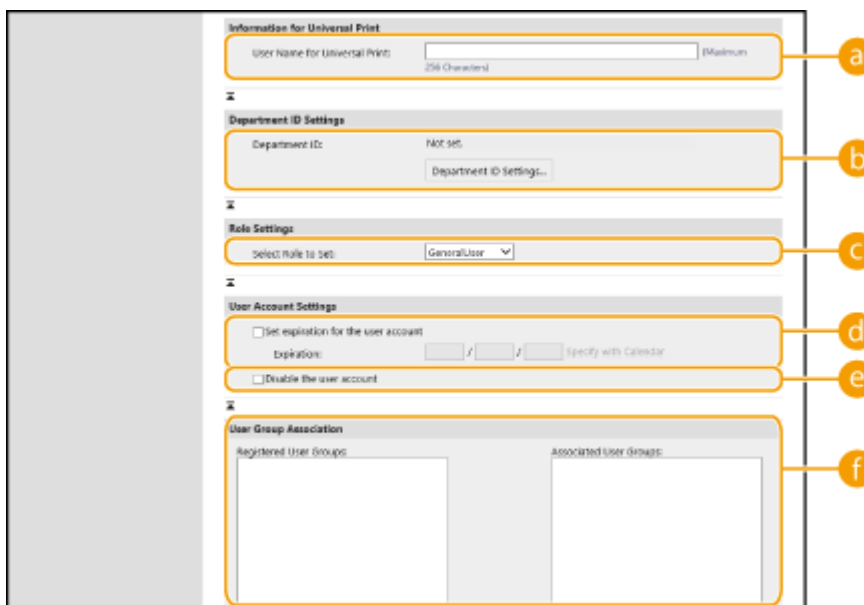 Information for Universal Print
User Name for Universal Print: (Maximum
256 Characters)
a
Department ID Settings
Department ID: Not set.
Department ID Settings...
b
Role Settings
Select Role to Set: GeneralUser
c
User Account Settings
Set expiration for the user account
Expiration: / / Specify with Calendar
d
Disable the user account
e
User Group Association
Registered User Groups: Associated User Groups:
f